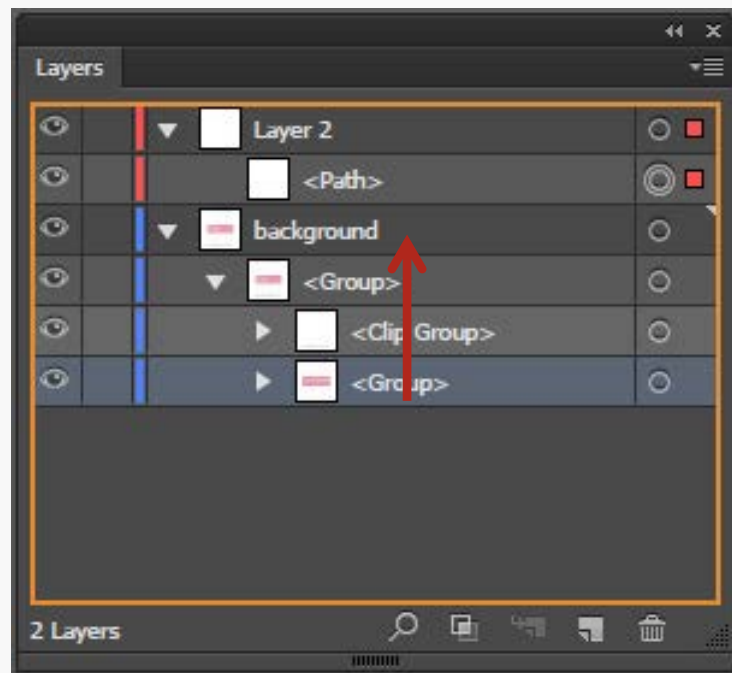 Layers
Layer 2
<Path>
background
<Group>
<Clip Group>
<Group>
2 Layers